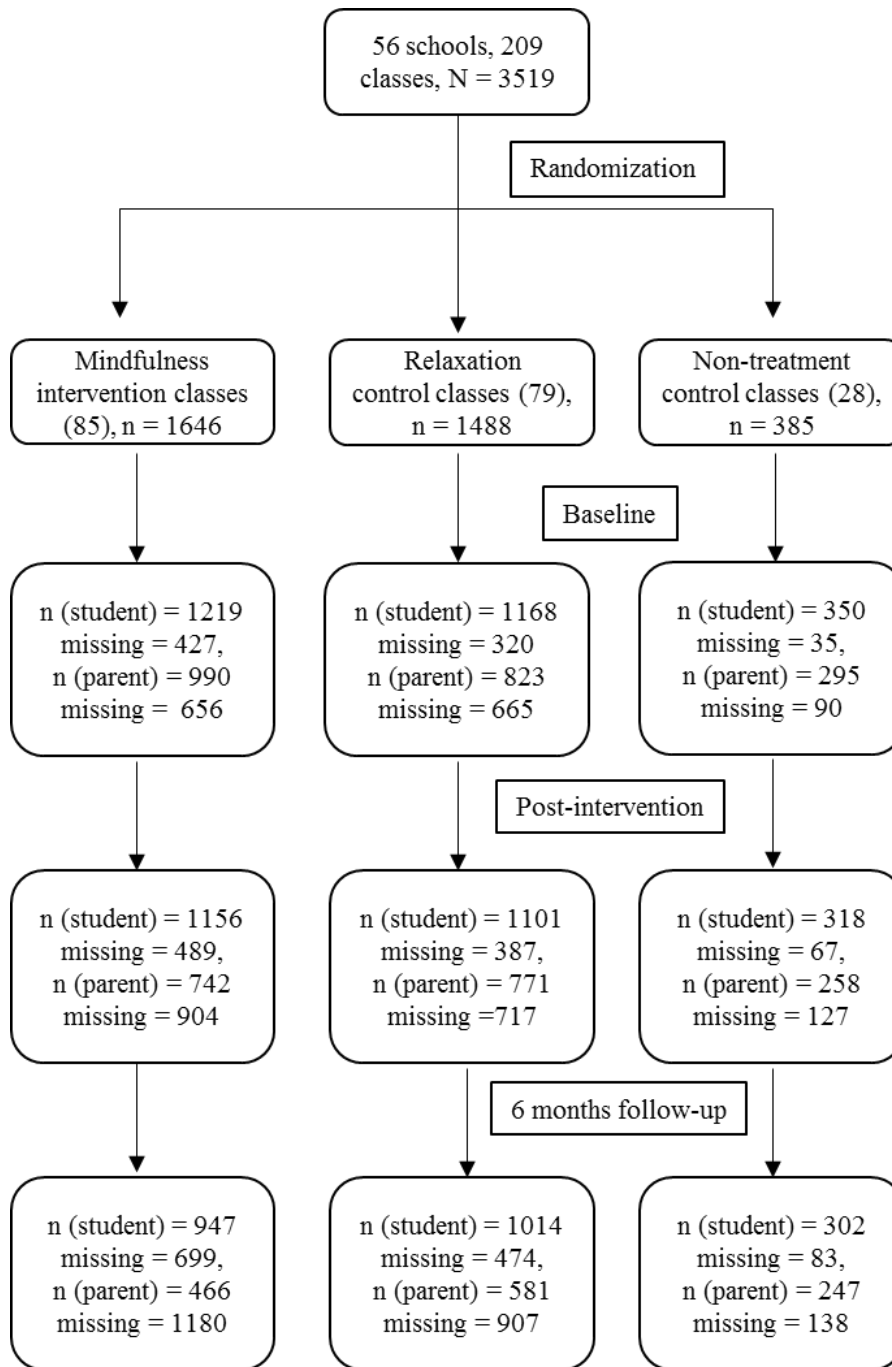 56 schools, 209
classes, N = 3519
Randomization
Mindfulness
intervention classes
(85), n = 1646
Relaxation
control classes (79),
n = 1488
Non-treatment
control classes (28),
n = 385
Baseline
n (student) = 1219
missing = 427,
n (parent) = 990
missing =  656
n (student) = 1168
missing = 320
n (parent) = 823
missing = 665
n (student) = 350
missing = 35,
n (parent) = 295
missing = 90
Post-intervention
n (student) = 1156
missing = 489,
n (parent) = 742
missing = 904
n (student) = 1101
missing = 387,
n (parent) = 771
missing =717
n (student) = 318
missing = 67,
n (parent) = 258
missing = 127
6 months follow-up
n (student) = 947
missing = 699,
n (parent) = 466
missing = 1180
n (student) = 1014
missing = 474,
n (parent) = 581
missing = 907
n (student) = 302
missing = 83,
n (parent) = 247
missing = 138